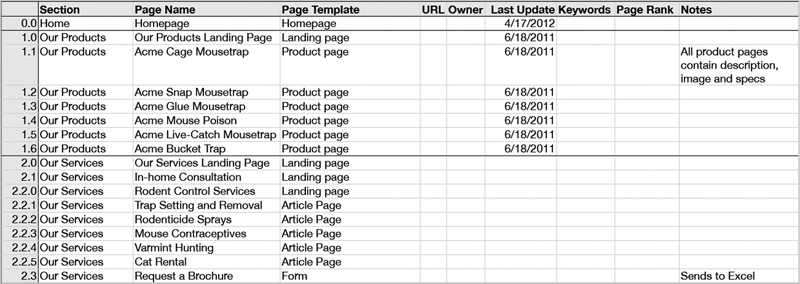 Section Page Name Page Template URL Owner Last Update Keywords Page Rank Notes
0.0 Home Homepage Homepage 4/17/2012
1.0 Our Products Our Products Landing Page Landing page 6/18/2011
1.1 Our Products Acme Cage Mousetrap Product page 6/18/2011 All product pages
contain description,
image and specs
1.2 Our Products Acme Snap Mousetrap Product page 6/18/2011
1.3 Our Products Acme Glue Mousetrap Product page 6/18/2011
1.4 Our Products Acme Mouse Poison Product page 6/18/2011
1.5 Our Products Acme Live-Catch Mousetrap Product page 6/18/2011
1.6 Our Products Acme Bucket Trap Product page 6/18/2011
2.0 Our Services Our Services Landing Page Landing page
2.1 Our Services In-home Consultation Landing page
2.2.0 Our Services Rodent Control Services Landing page
2.2.1 Our Services Trap Setting and Removal Article Page
2.2.2 Our Services Rodenticide Sprays Article Page
2.2.3 Our Services Mouse Contraceptives Article Page
2.2.4 Our Services Varmint Hunting Article Page
2.2.5 Our Services Cat Rental Article Page
2.3 Our Services Request a Brochure Form Sends to Excel